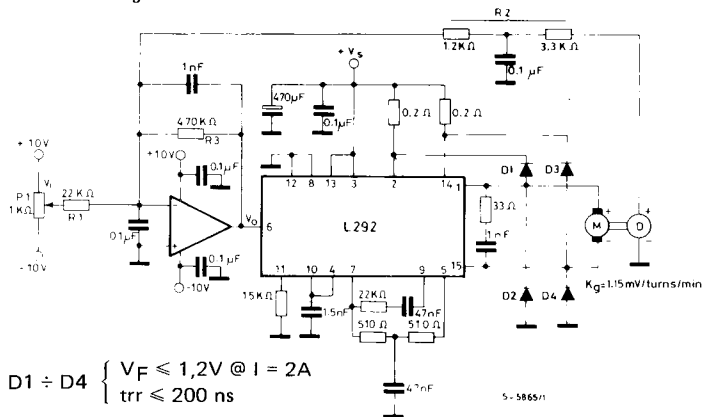 R2
1.2KΩ
3.3KΩ
+Vs
1nF
0.1µF
470µF
0.1µF
0.2Ω
0.2Ω
470KΩ
R3
+10V
+10V
0.1µF
D1
D3
12 8 13 3 2 14
1
P1
1KΩ
Vi
22KΩ
R1
-
+
Vo
6
L292
33Ω
1nF
M
D
0.1µF
0.1µF
-10V
-10V
11 10 4 7 9 5
15
Kg=1.15mV/turns/min
15KΩ
1.5nF
22KΩ
47nF
510Ω
510Ω
D2
D4
D1 ÷ D4 { VF ⩽ 1,2V @ I = 2A
trr ⩽ 200 ns
S-5865/1